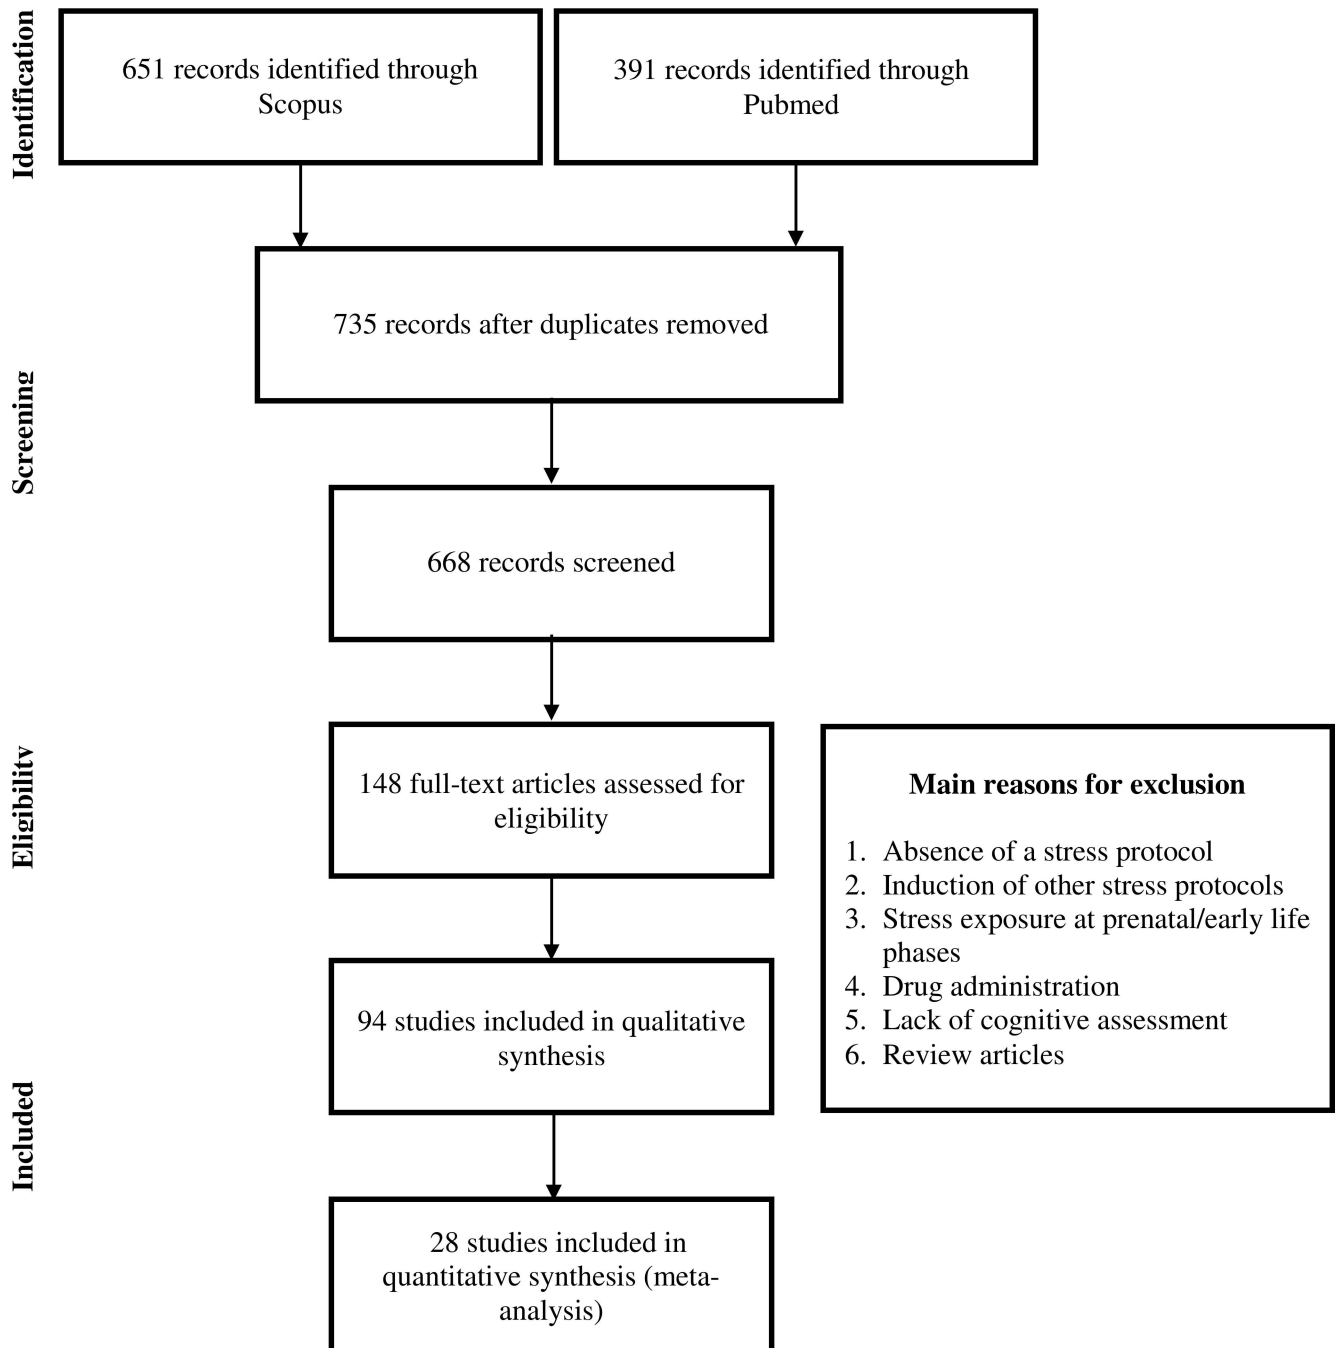 Identification
651 records identified through
Scopus
391 records identified through
Pubmed
735 records after duplicates removed
Screening
668 records screened
Eligibility
148 full-text articles assessed for
eligibility
Main reasons for exclusion
1. Absence of a stress protocol
2. Induction of other stress protocols
3. Stress exposure at prenatal/early life
phases
4. Drug administration
5. Lack of cognitive assessment
6. Review articles
94 studies included in qualitative
synthesis
Included
28 studies included in
quantitative synthesis (meta-
analysis)